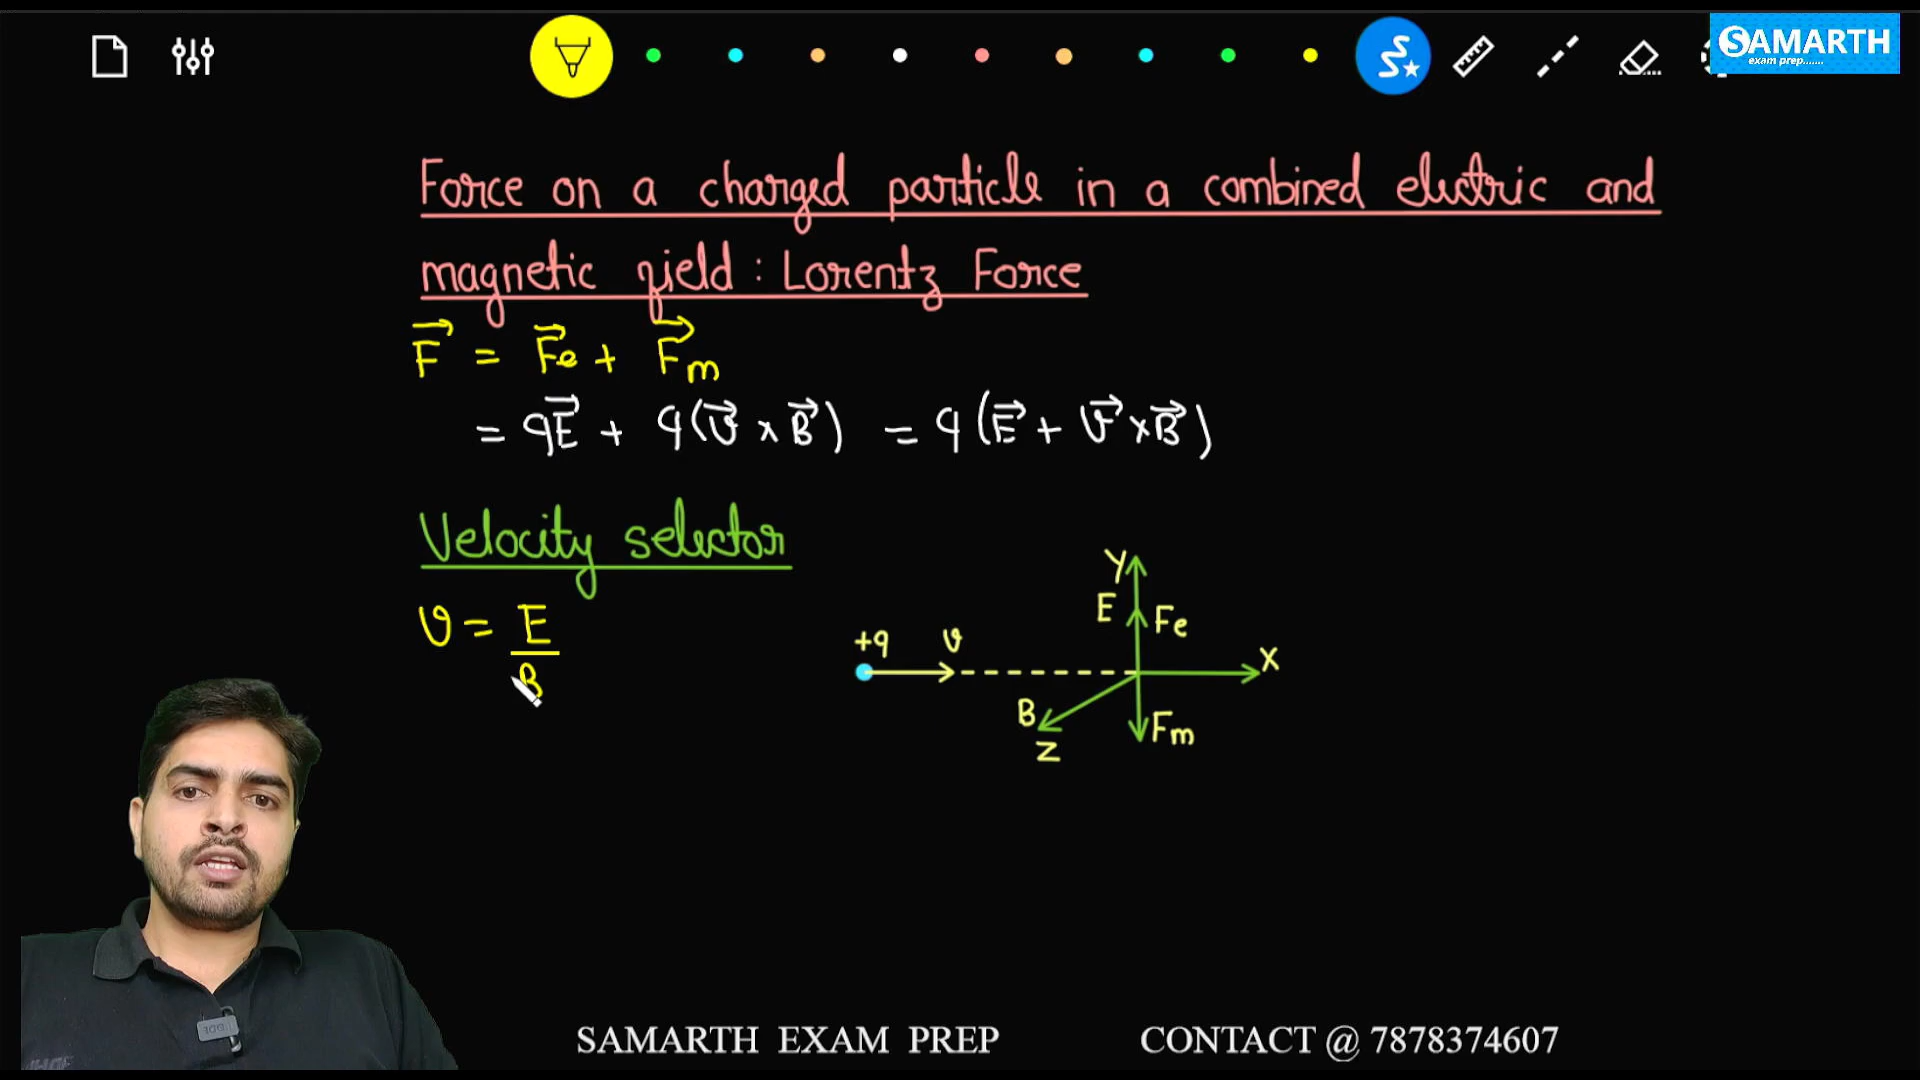 SAMARTH
exam prep......
Force on a charged particle in a combined electric and
magnetic field : Lorentz Force
F⃗ = F⃗e + F⃗m
= qE⃗ + q(v⃗ × B⃗) = q(E⃗ + v⃗ × B⃗)
Velocity selector
v = E/B
Y
E Fe
+q v X
B Fm
Z
SAMARTH EXAM PREP CONTACT @ 7878374607